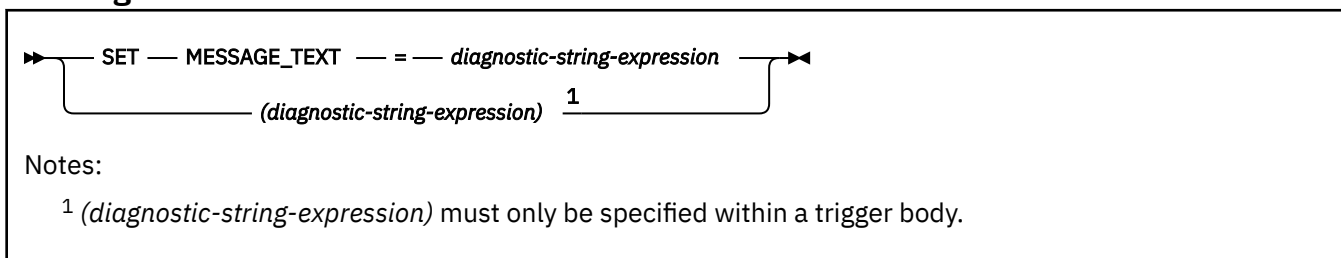 SET MESSAGE_TEXT = diagnostic-string-expression
(diagnostic-string-expression) 1
Notes:
1 (diagnostic-string-expression) must only be specified within a trigger body.